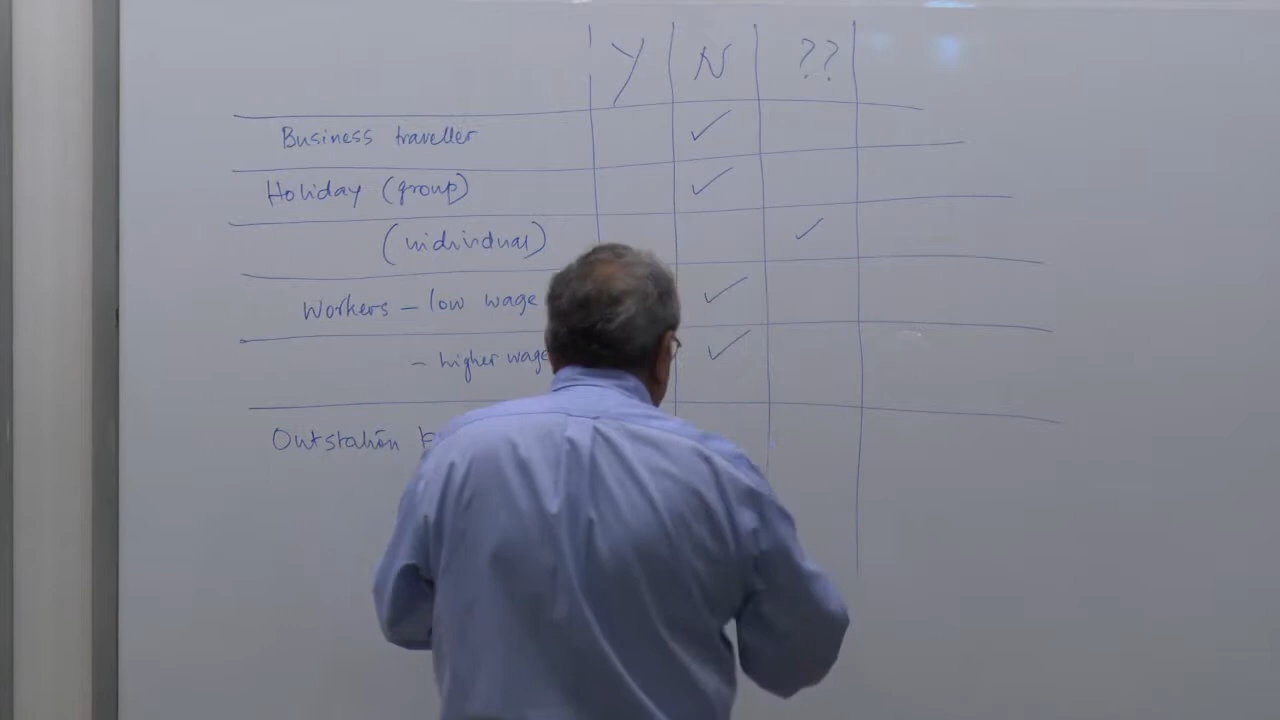 Y N ??
Business traveller ✓
Holiday (group) ✓
(individual) ✓
Workers – low wage ✓
– higher wage ✓
Outstation